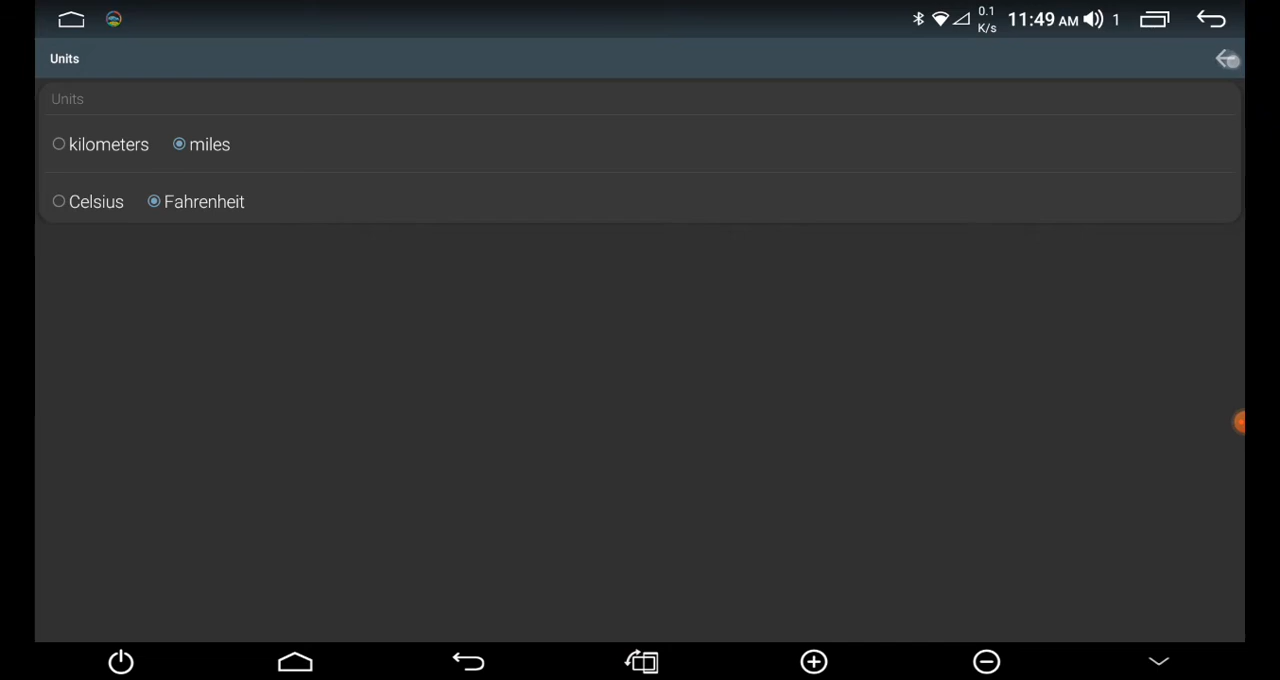 0.1
K/s
11:49 AM
1
Units
Units
kilometers miles
Celsius Fahrenheit